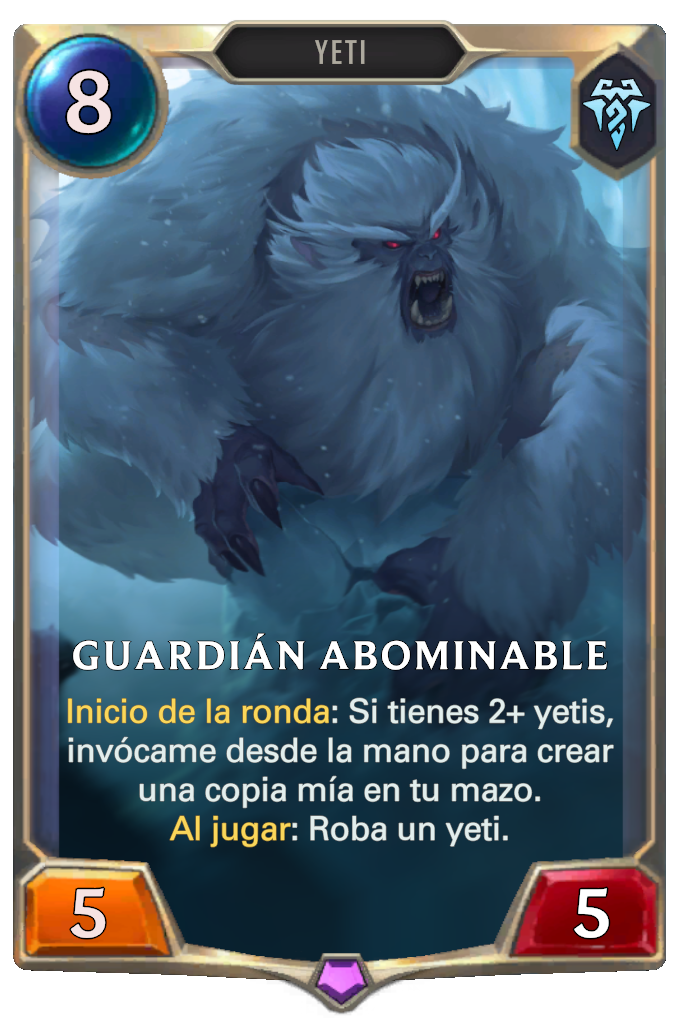 YETI
8
GUARDIÁN ABOMINABLE
Inicio de la ronda: Si tienes 2+ yetis,
invócame desde la mano para crear
una copia mía en tu mazo.
Al jugar: Roba un yeti.
5
5